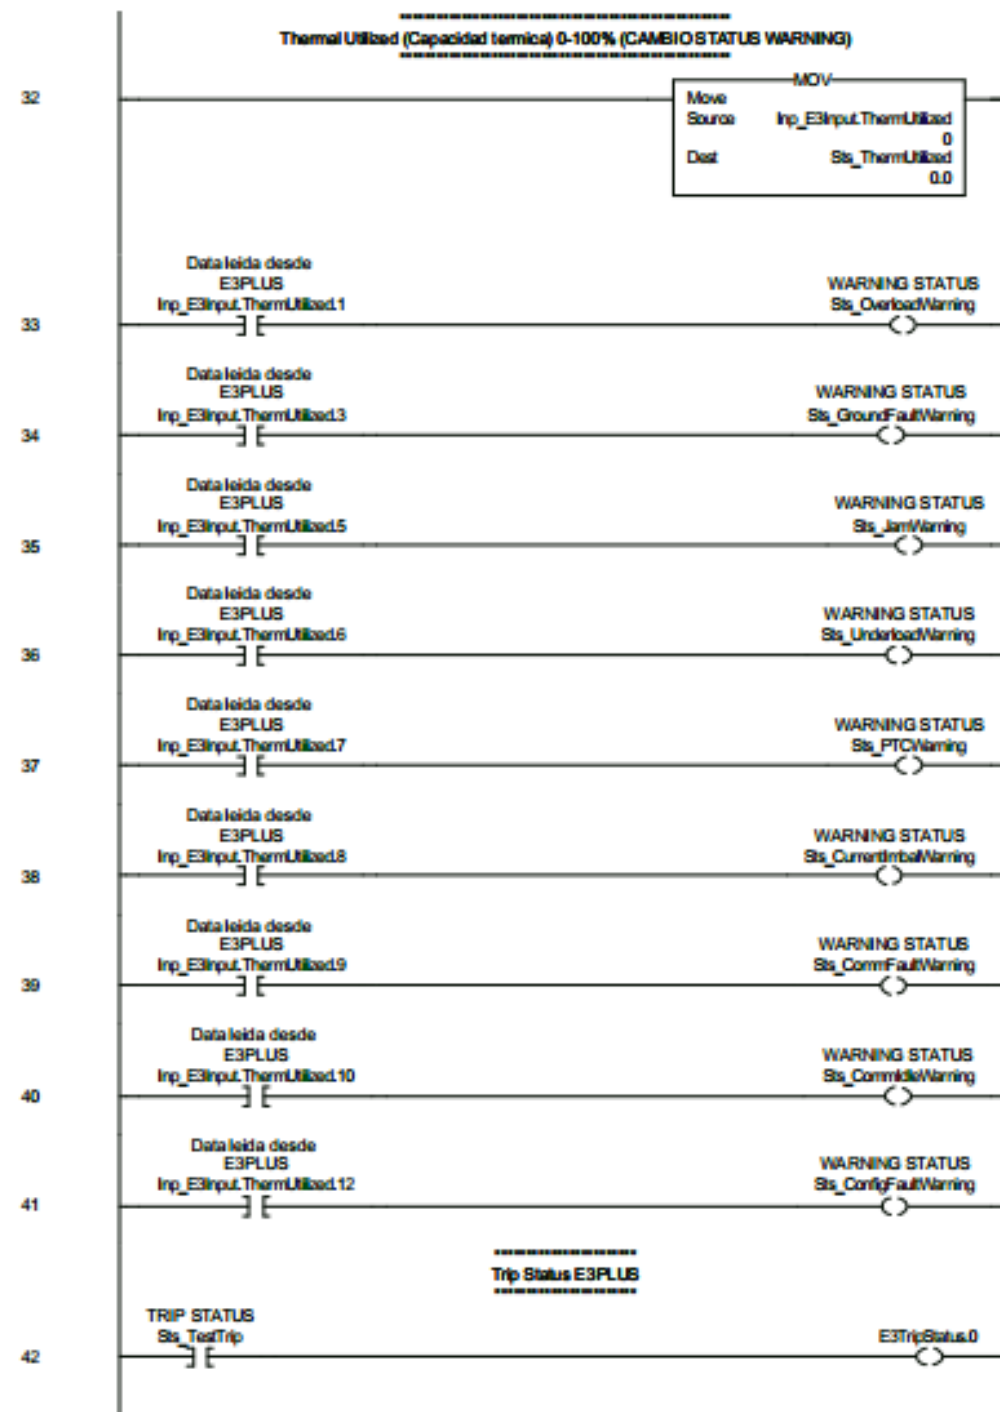 Thermal Utilized (Capacidad termica) 0-100% (CAMBIO STATUS WARNING)
32
MOV
Move
Source Inp_E3Input.ThermUtilized
0
Dest Sts_ThermUtilized
0.0
Data leida desde
E3PLUS
Inp_E3Input.ThermUtilized.1
WARNING STATUS
Sts_OverloadWarning
33
Data leida desde
E3PLUS
Inp_E3Input.ThermUtilized.3
WARNING STATUS
Sts_GroundFaultWarning
34
Data leida desde
E3PLUS
Inp_E3Input.ThermUtilized.5
WARNING STATUS
Sts_JamWarning
35
Data leida desde
E3PLUS
Inp_E3Input.ThermUtilized.6
WARNING STATUS
Sts_UnderloadWarning
36
Data leida desde
E3PLUS
Inp_E3Input.ThermUtilized.7
WARNING STATUS
Sts_PTCWarning
37
Data leida desde
E3PLUS
Inp_E3Input.ThermUtilized.8
WARNING STATUS
Sts_CurrentImbalWarning
38
Data leida desde
E3PLUS
Inp_E3Input.ThermUtilized.9
WARNING STATUS
Sts_CommFaultWarning
39
Data leida desde
E3PLUS
Inp_E3Input.ThermUtilized.10
WARNING STATUS
Sts_CommIdleWarning
40
Data leida desde
E3PLUS
Inp_E3Input.ThermUtilized.12
WARNING STATUS
Sts_ConfigFaultWarning
41
Trip Status E3PLUS
TRIP STATUS
Sts_TestTrip
E3TripStatus.0
42